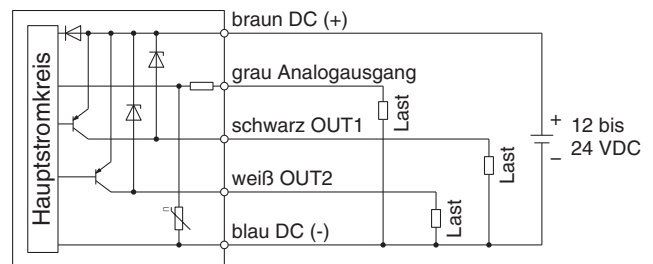 Hauptstromkreis
braun DC (+)
grau Analogausgang
schwarz OUT1
weiß OUT2
blau DC (-)
Last
Last
Last
+
12 bis
24 VDC
−